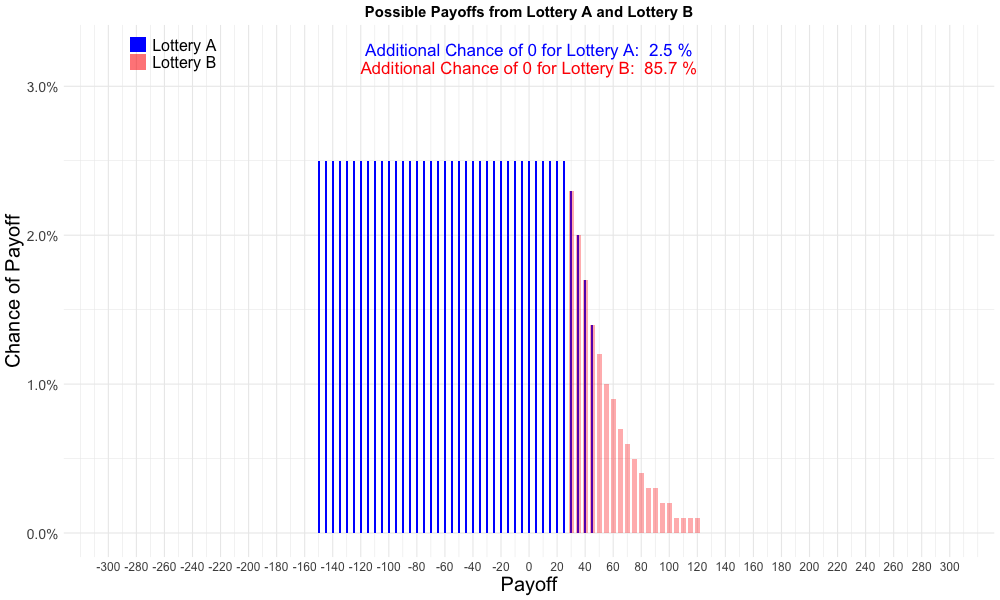 Possible Payoffs from Lottery A and Lottery B
Lottery A
Lottery B
Additional Chance of 0 for Lottery A: 2.5 %
Additional Chance of 0 for Lottery B: 85.7 %
Chance of Payoff
3.0%
2.0%
1.0%
0.0%
-300 -280 -260 -240 -220 -200 -180 -160 -140 -120 -100 -80 -60 -40 -20 0 20 40 60 80 100 120 140 160 180 200 220 240 260 280 300
Payoff